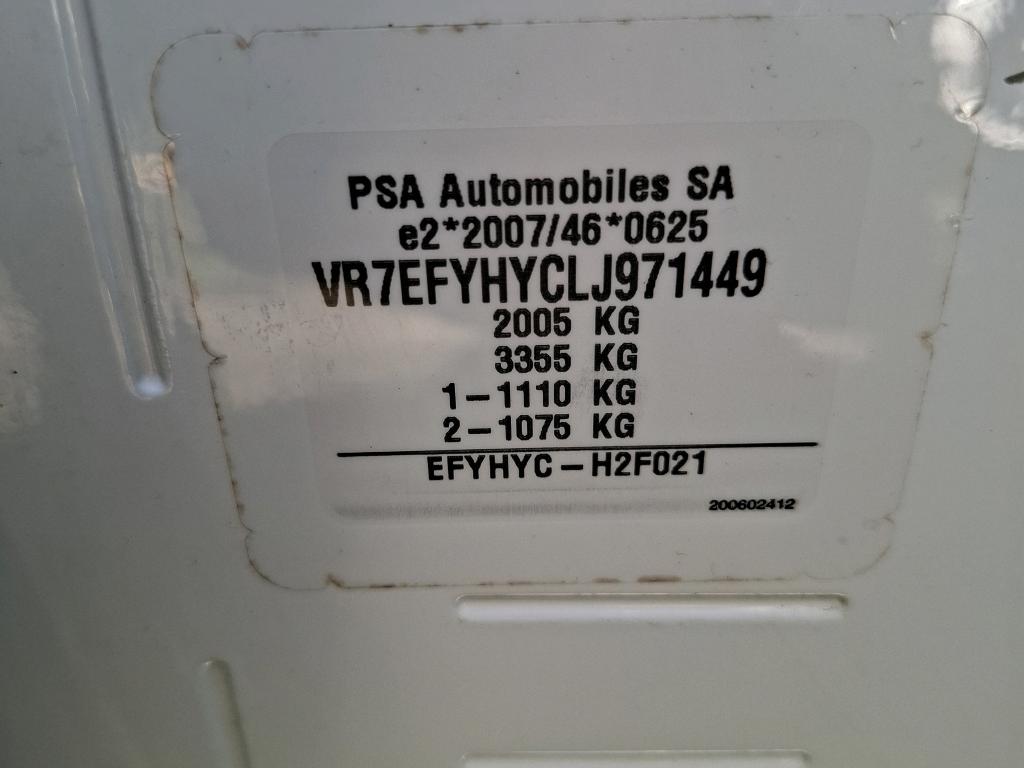 PSA Automobiles SA
e2*2007/46*0625
VR7EFYHYCLJ971449
2005 KG
3355 KG
1-1110 KG
2-1075 KG
EFYHYC-H2F021
200602412